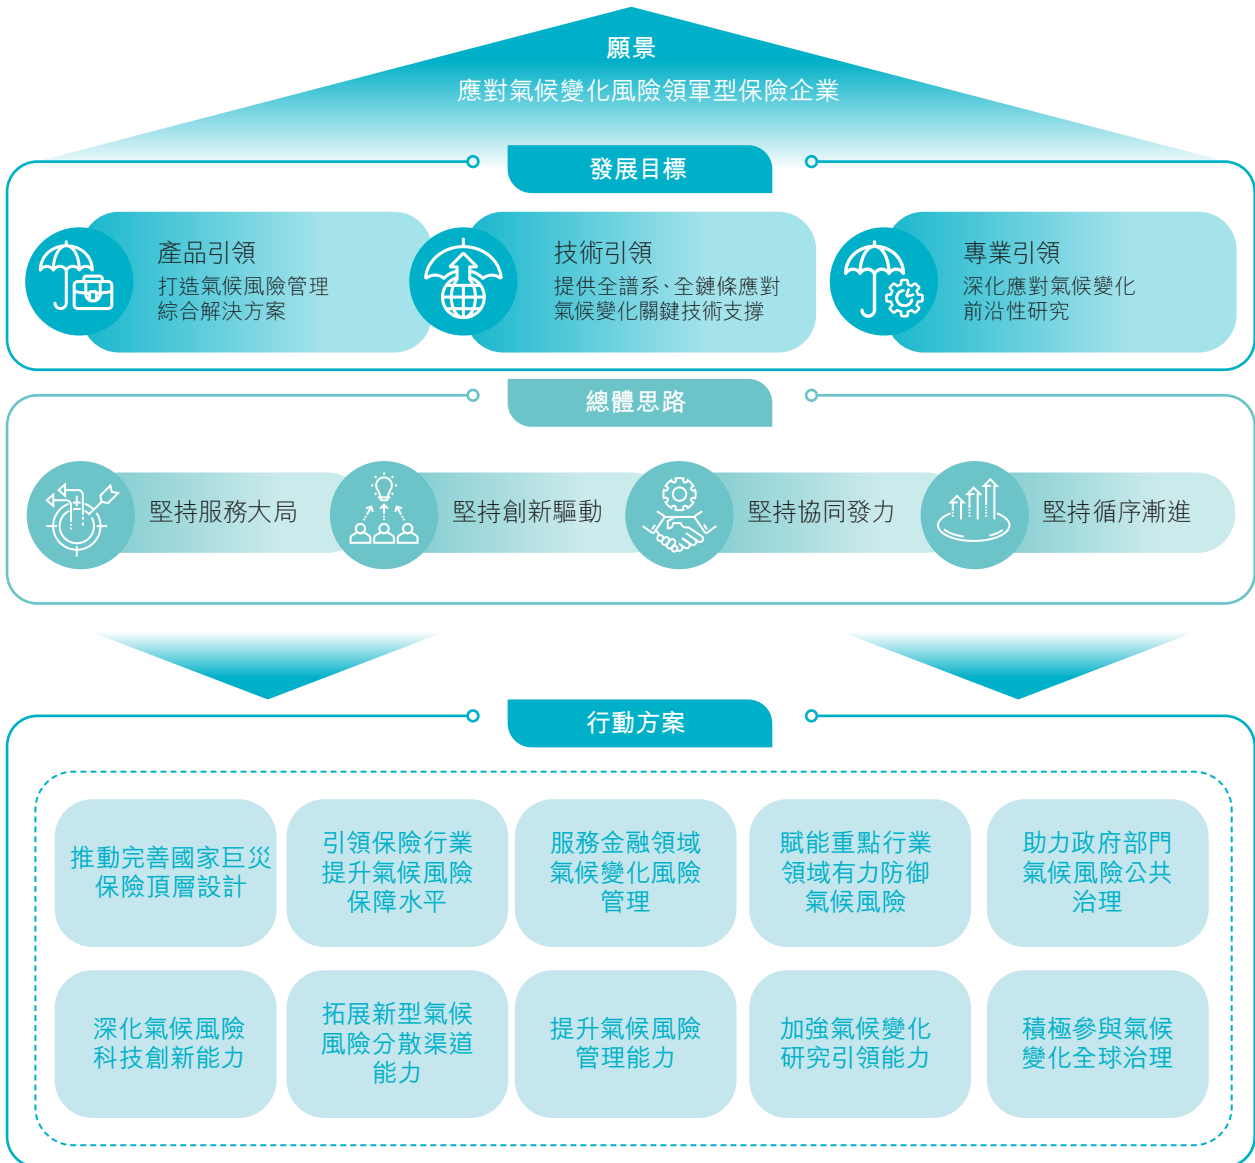 願景
應對氣候變化風險領軍型保險企業
發展目標
產品引領
打造氣候風險管理
綜合解決方案
技術引領
提供全譜系、全鏈條應對
氣候變化關鍵技術支撐
專業引領
深化應對氣候變化
前沿性研究
總體思路
堅持服務大局
堅持創新驅動
堅持協同發力
堅持循序漸進
行動方案
推動完善國家巨災
保險頂層設計
引領保險行業
提升氣候風險
保障水平
服務金融領域
氣候變化風險
管理
賦能重點行業
領域有力防御
氣候風險
助力政府部門
氣候風險公共
治理
深化氣候風險
科技創新能力
拓展新型氣候
風險分散渠道
能力
提升氣候風險
管理能力
加強氣候變化
研究引領能力
積極參與氣候
變化全球治理